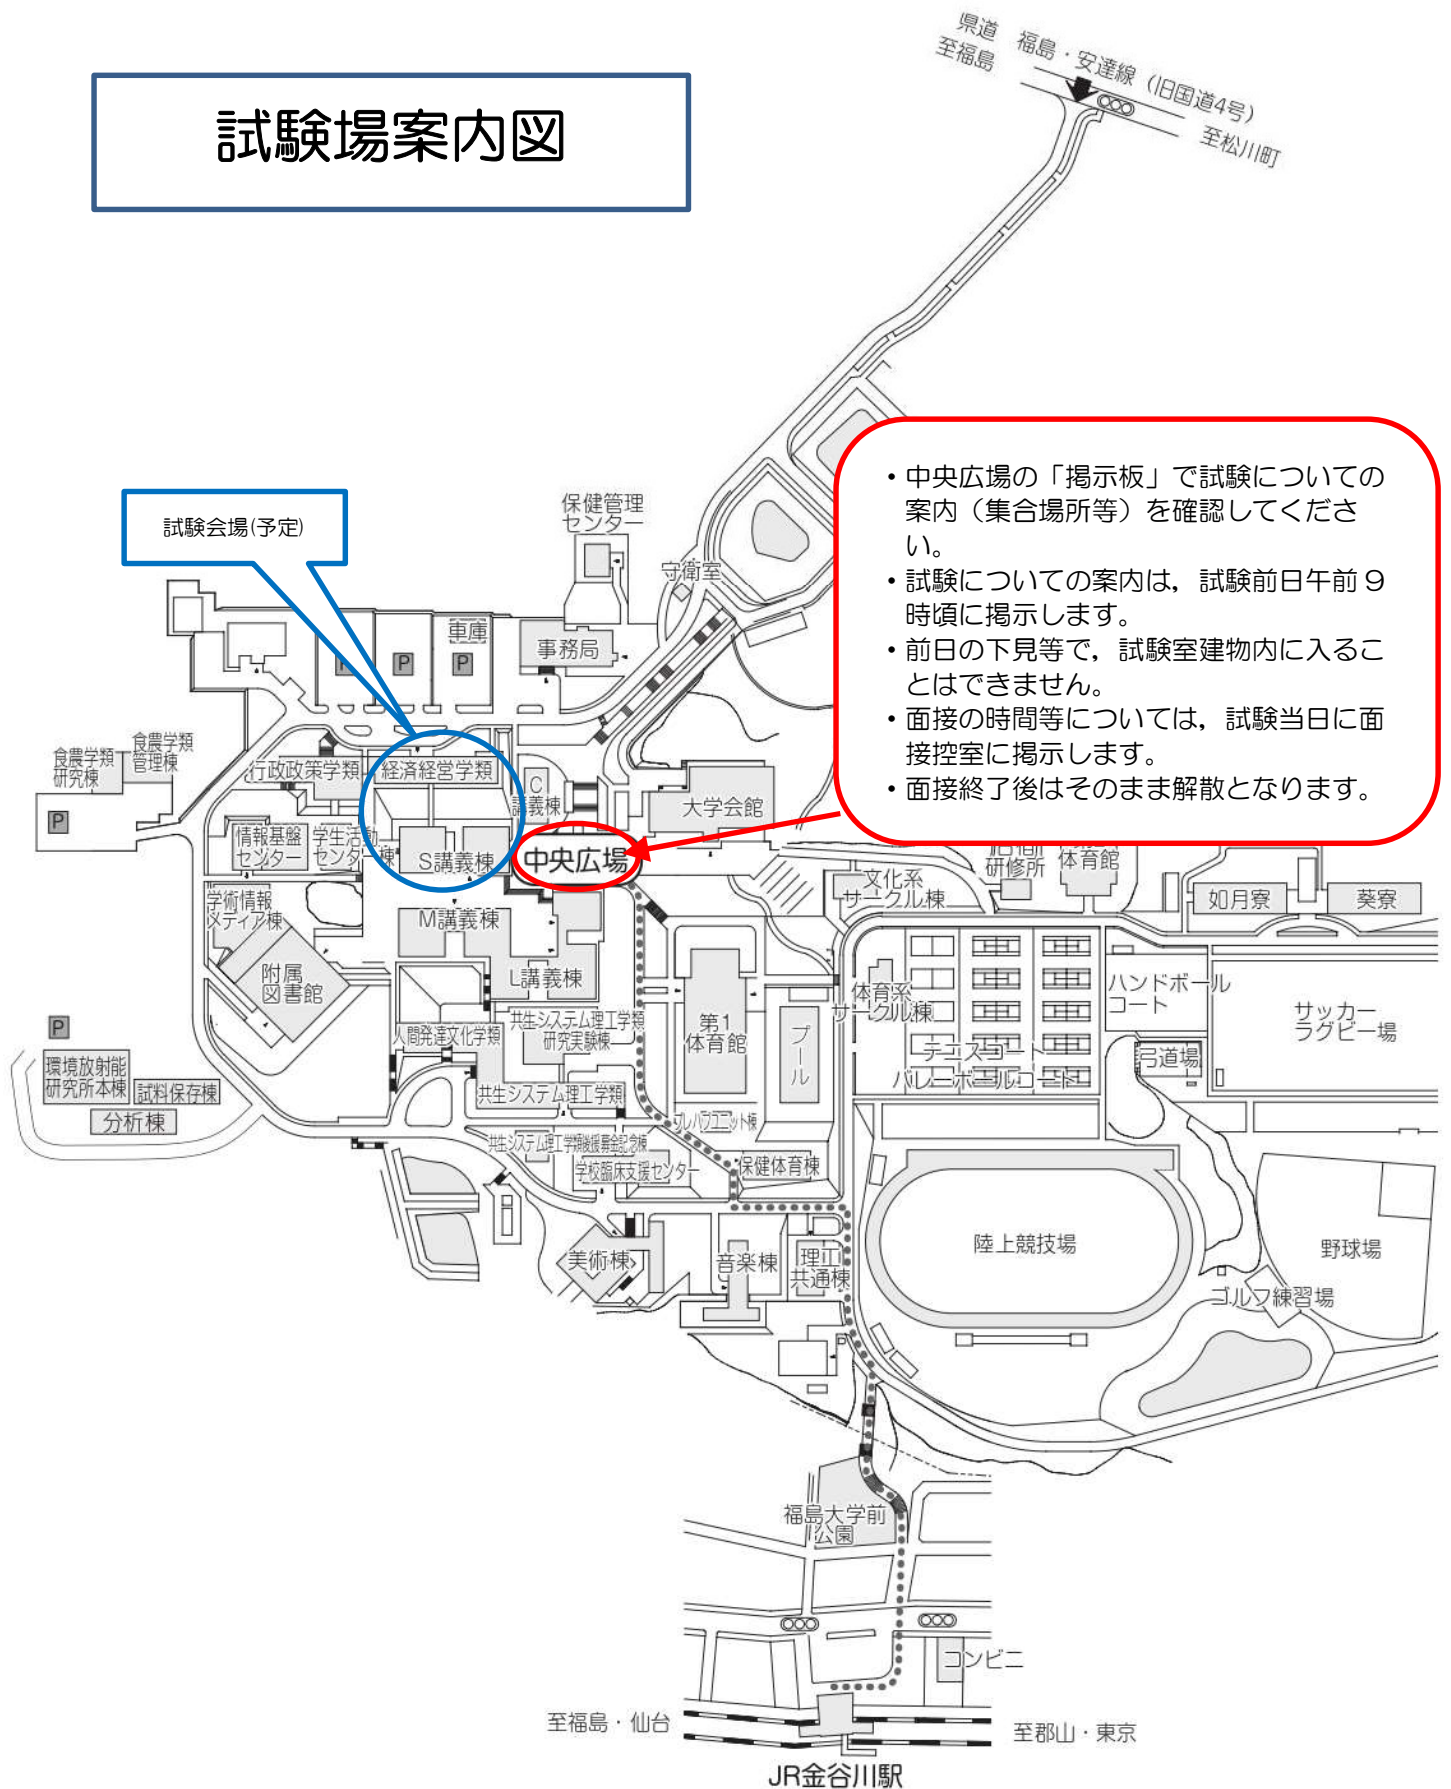 県道 福島・安達線（旧国道4号）
至福島
至松川町
試験場案内図
・中央広場の「掲示板」で試験についての
案内（集合場所等）を確認してくださ
い。
・試験についての案内は，試験前日午前９
時頃に掲示します。
・前日の下見等で，試験室建物内に入るこ
とはできません。
・面接の時間等については，試験当日に面
接控室に掲示します。
・面接終了後はそのまま解散となります。
試験会場(予定)
保健管理
センター
守衛室
車庫
P
P
P
事務局
食農学類
研究棟
食農学類
管理棟
行政政策学類
経済経営学類
C
講義棟
大学会館
P
情報基盤
センター
学生活動
センター棟
S講義棟
中央広場
研修所
体育館
文化系
サークル棟
如月寮
葵寮
学術情報
メディア棟
M講義棟
附属
図書館
L講義棟
体育系
サークル棟
ハンドボール
コート
サッカー
ラグビー場
P
人間発達文化学類
共生システム理工学類
研究実験棟
第1
体育館
プール
テニスコート
バレーボールコート
弓道場
環境放射能
研究所本棟
試料保存棟
分析棟
共生システム理工学類
プレハブユニット棟
共生システム理工学類後援募金記念棟
学校臨床支援センター
保健体育棟
美術棟
音楽棟
理工
共通棟
陸上競技場
野球場
ゴルフ練習場
福島大学前
公園
コンビニ
至福島・仙台
至郡山・東京
JR金谷川駅